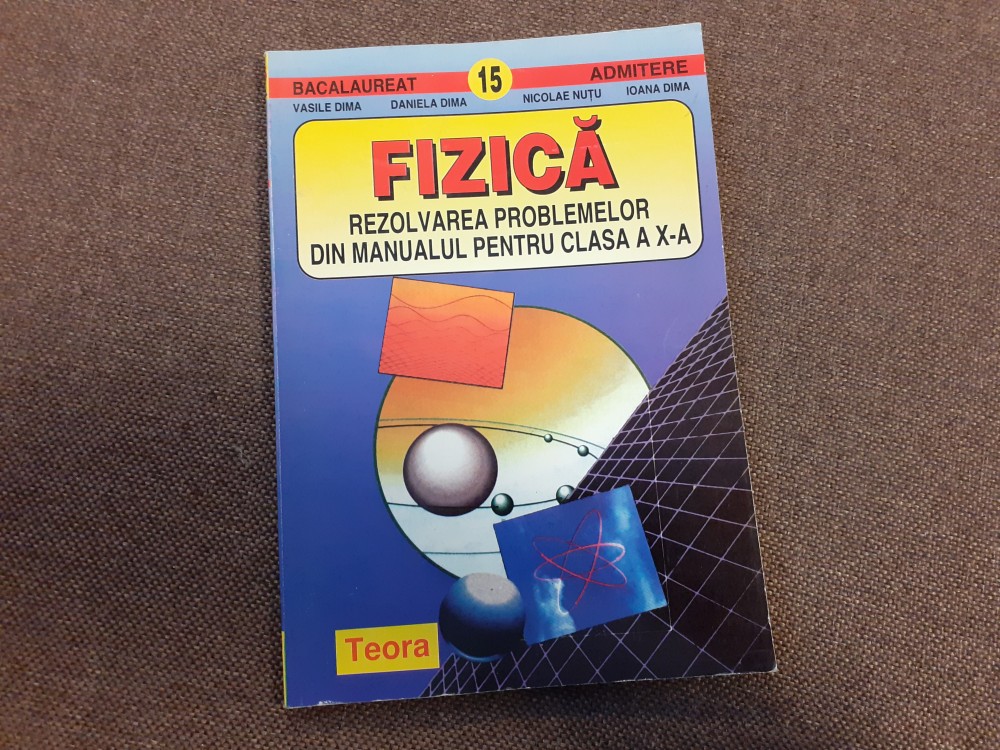 BACALAUREAT 15 ADMITERE
VASILE DIMA DANIELA DIMA NICOLAE NUȚU IOANA DIMA
FIZICĂ
REZOLVAREA PROBLEMELOR
DIN MANUALUL PENTRU CLASA A X-A
Teora